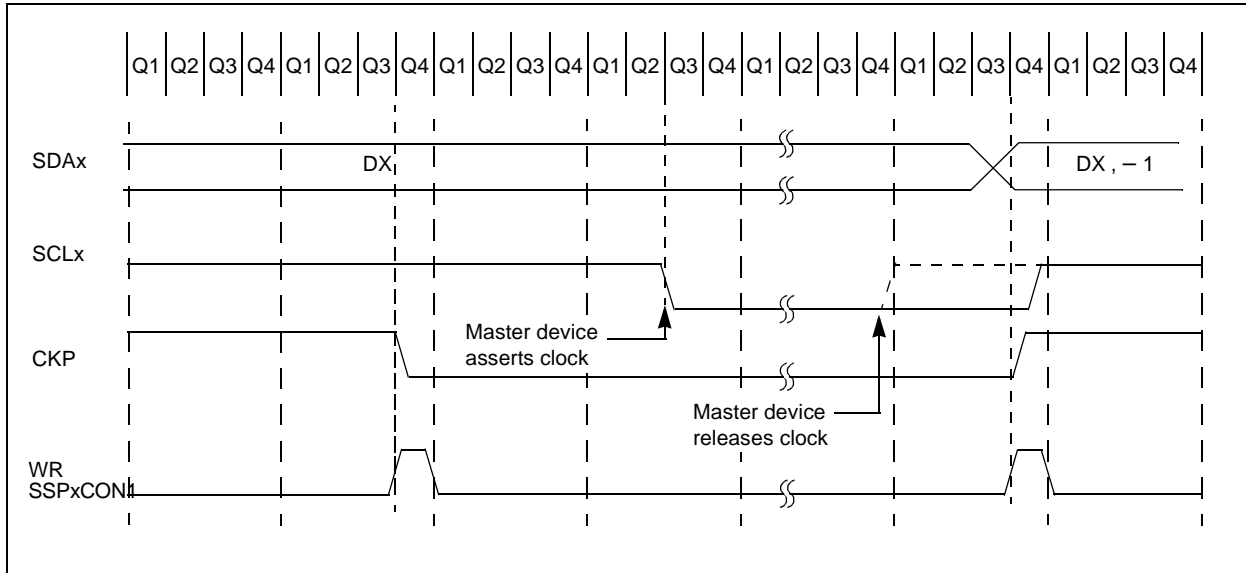 Q1 Q2 Q3 Q4 Q1 Q2 Q3 Q4 Q1 Q2 Q3 Q4 Q1 Q2 Q3 Q4 Q1 Q2 Q3 Q4 Q1 Q2 Q3 Q4 Q1 Q2 Q3 Q4
SDAx
DX
DX , – 1
SCLx
Master device
asserts clock
CKP
Master device
releases clock
WR
SSPxCON1